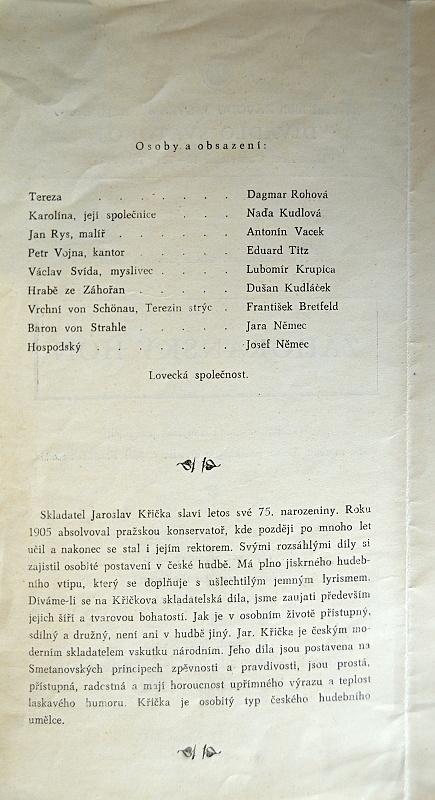 Osoby a obsazení:
Tereza . . . . . . . Dagmar Rohová
Karolína, její společnice . . . Naďa Kudlová
Jan Rys, malíř . . . . . Antonín Vacek
Petr Vojna, kantor . . . . Eduard Titz
Václav Svída, myslivec . . . . Lubomír Krupica
Hrabě ze Záhořan . . . . Dušan Kudláček
Vrchní von Schönau, Terezin strýc . František Bretfeld
Baron von Strahle . . . . . Jara Němec
Hospodský . . . . . . Josef Němec
Lovecká společnost.
Skladatel Jaroslav Křička slaví letos své 75. narozeniny. Roku
1905 absolvoval pražskou konservatoř, kde později po mnoho let
učil a nakonec se stal i jejím rektorem. Svými rozsáhlými díly si
zajistil osobité postavení v české hudbě. Má plno jiskrného hudeb-
ního vtipu, který se doplňuje s ušlechtilým jemným lyrismem.
Díváme-li se na Křičkova skladatelská díla, jsme zaujati především
jejich šíří a tvarovou bohatostí. Jak je v osobním životě přístupný,
sdílný a družný, není ani v hudbě jiný. Jar. Křička je českým mo-
derním skladatelem vskutku národním. Jeho díla jsou postavena na
Smetanovských principech zpěvnosti a pravdivosti, jsou prostá,
přístupná, radostná a mají horoucnost upřímného výrazu a teplost
laskavého humoru. Křička je osobitý typ českého hudebního
umělce.